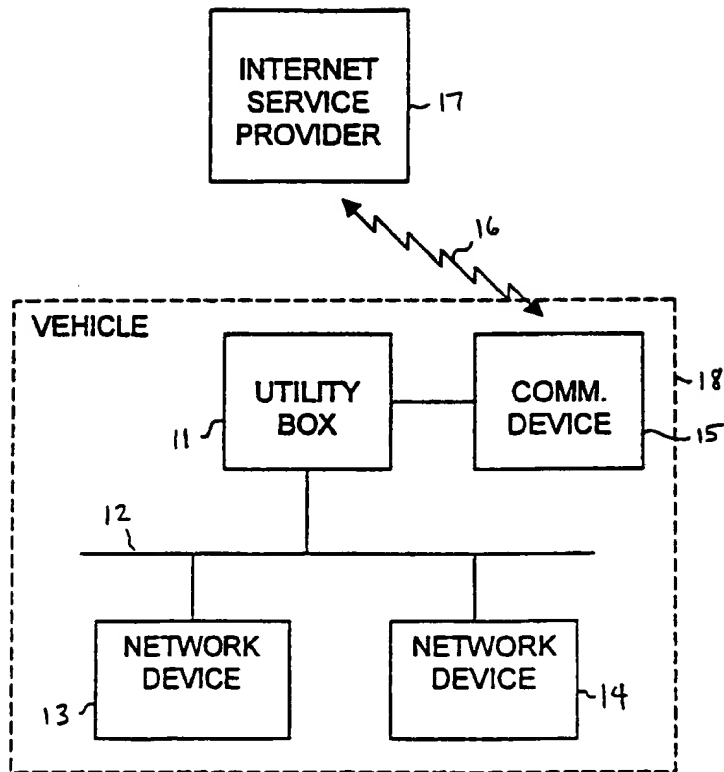 INTERNET
SERVICE
PROVIDER
17
16
VEHICLE
UTILITY
BOX
11
COMM.
DEVICE
18
15
12
NETWORK
DEVICE
13
NETWORK
DEVICE
14